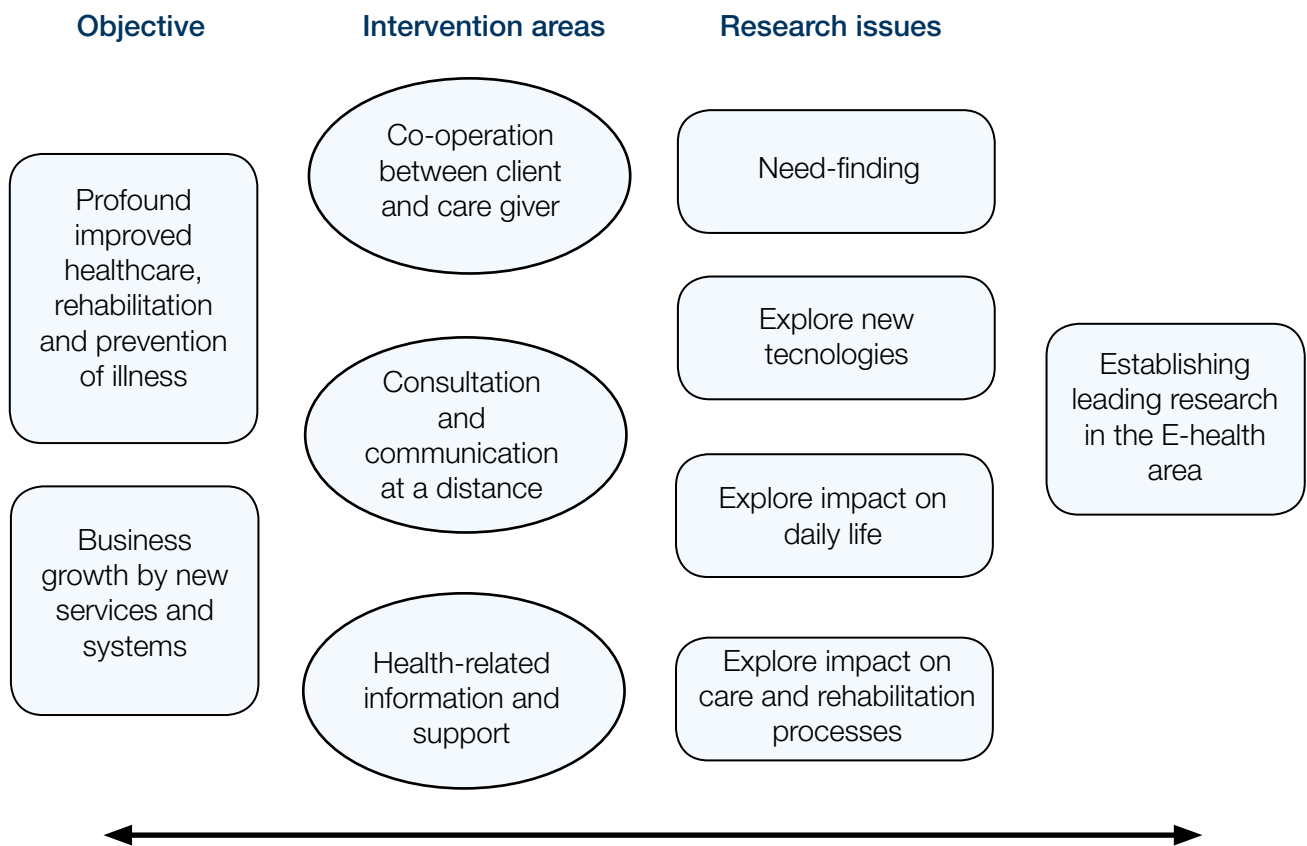 Objective
Intervention areas
Research issues
Profound
improved
healthcare,
rehabilitation
and prevention
of illness
Business
growth by new
services and
systems
Co-operation
between client
and care giver
Consultation
and
communication
at a distance
Health-related
information and
support
Need-finding
Explore new
tecnologies
Explore impact on
daily life
Explore impact on
care and rehabilitation
processes
Establishing
leading research
in the E-health
area